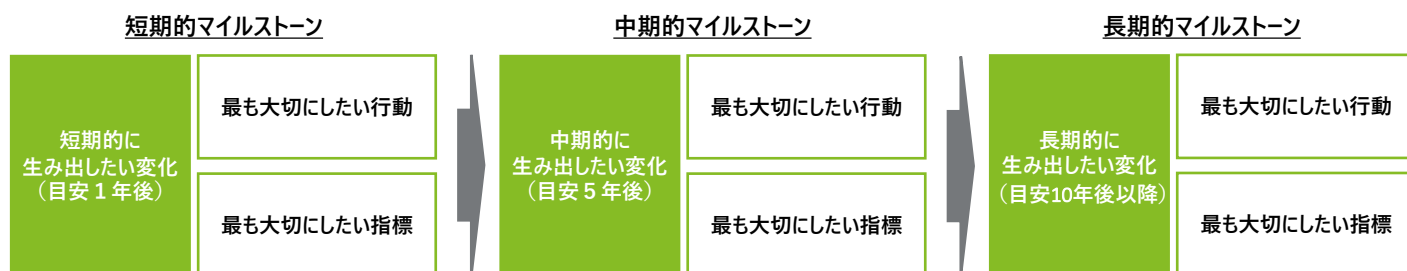 短期的マイルストーン
短期的に
生み出したい変化
（目安１年後）
最も大切にしたい行動
最も大切にしたい指標
中期的マイルストーン
中期的に
生み出したい変化
（目安５年後）
最も大切にしたい行動
最も大切にしたい指標
長期的マイルストーン
長期的に
生み出したい変化
（目安10年後以降）
最も大切にしたい行動
最も大切にしたい指標